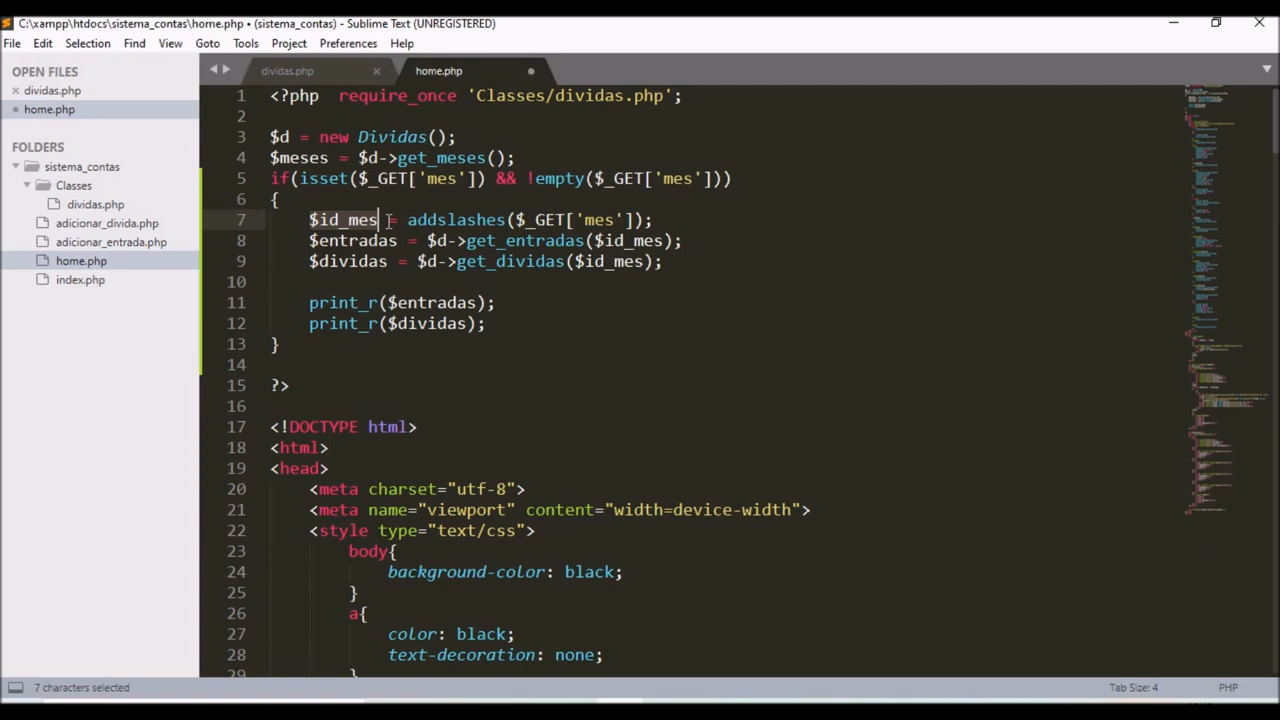 C:\xampp\htdocs\sistema_contas\home.php • (sistema_contas) - Sublime Text (UNREGISTERED)
File Edit Selection Find View Goto Tools Project Preferences Help
OPEN FILES
dividas.php
home.php
FOLDERS
sistema_contas
Classes
dividas.php
adicionar_divida.php
adicionar_entrada.php
home.php
index.php
dividas.php home.php
1 <?php  require_once 'Classes/dividas.php';
2
3 $d = new Dividas();
4 $meses = $d->get_meses();
5 if(isset($_GET['mes']) && !empty($_GET['mes']))
6 {
7     $id_mes = addslashes($_GET['mes']);
8     $entradas = $d->get_entradas($id_mes);
9     $dividas = $d->get_dividas($id_mes);
10
11     print_r($entradas);
12     print_r($dividas);
13 }
14
15 ?>
16
17 <!DOCTYPE html>
18 <html>
19 <head>
20     <meta charset="utf-8">
21     <meta name="viewport" content="width=device-width">
22     <style type="text/css">
23         body{
24             background-color: black;
25         }
26         a{
27             color: black;
28             text-decoration: none;
29         }
7 characters selected Tab Size: 4 PHP